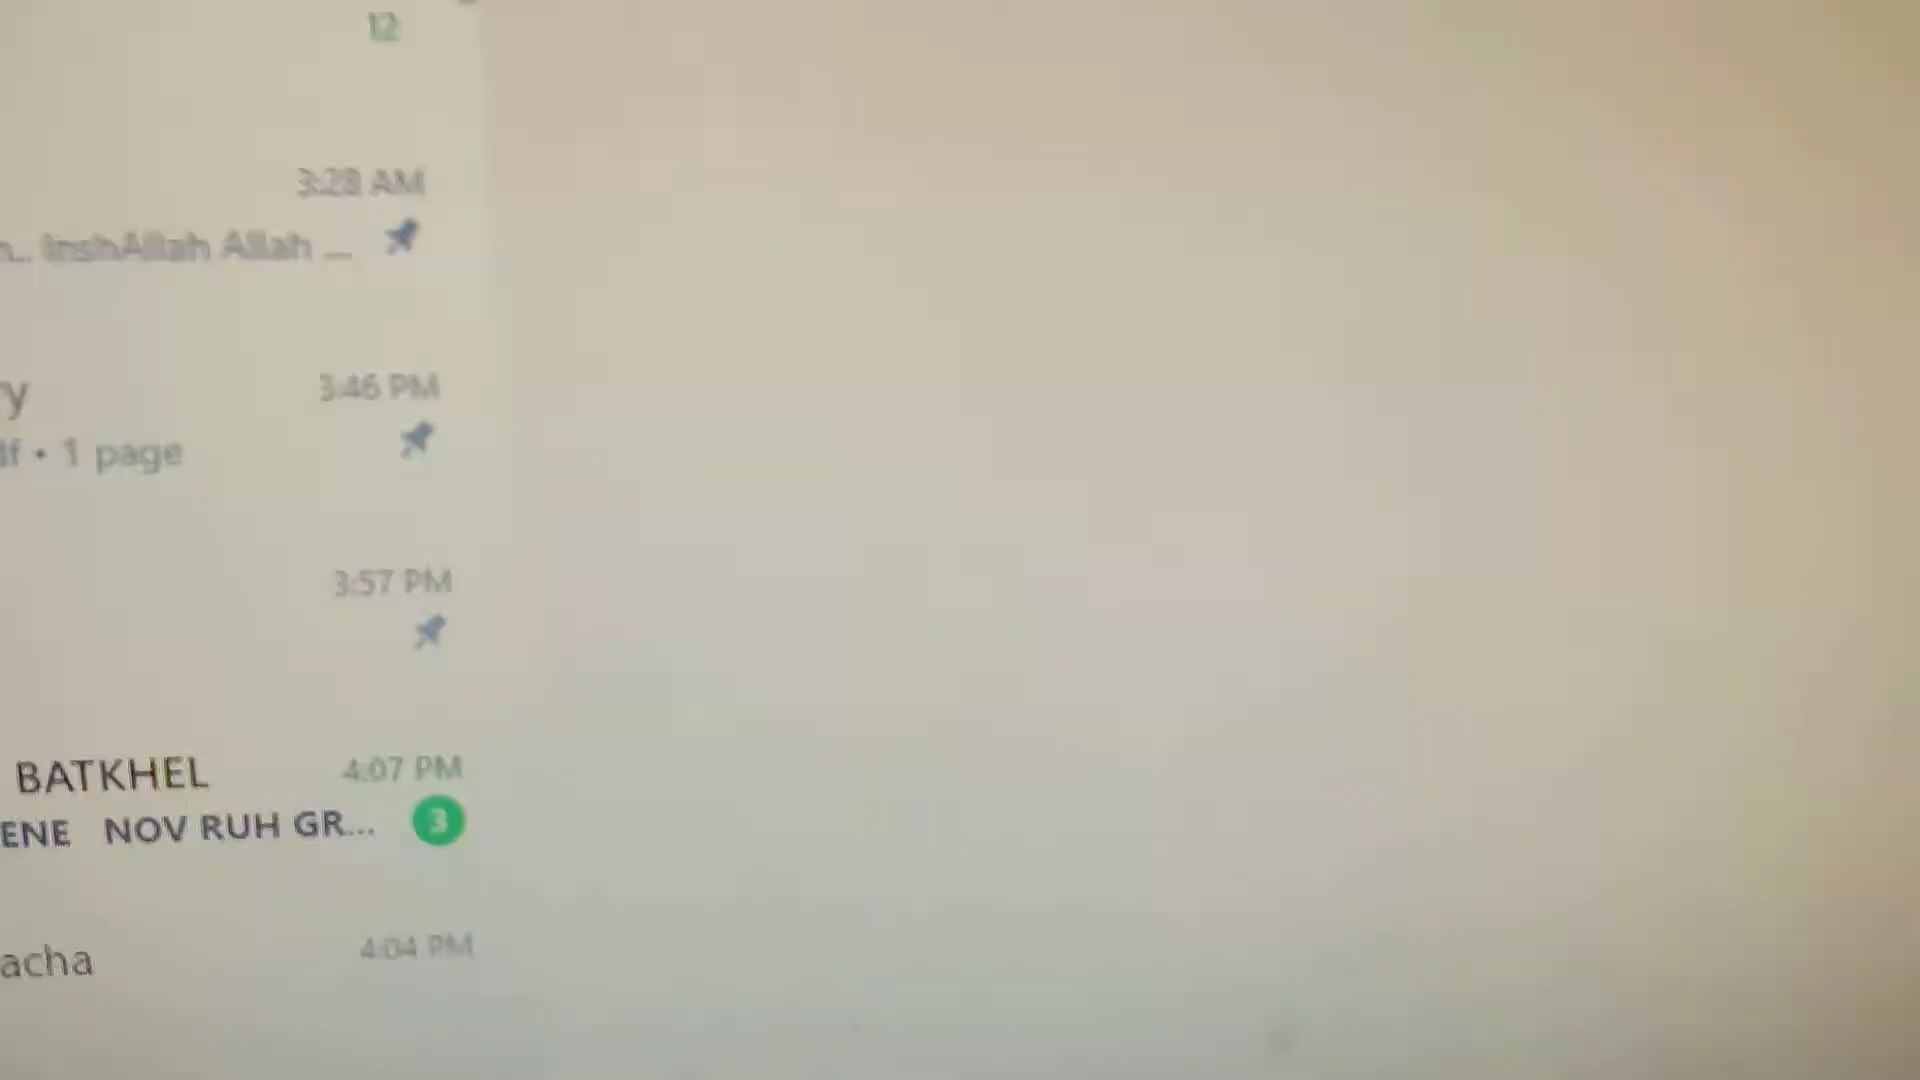 12
3:28 AM
InshAllah Allah ...
3:46 PM
y
df • 1 page
3:57 PM
BATKHEL 4:07 PM
ENE NOV RUH GR... 3
acha 4:04 PM